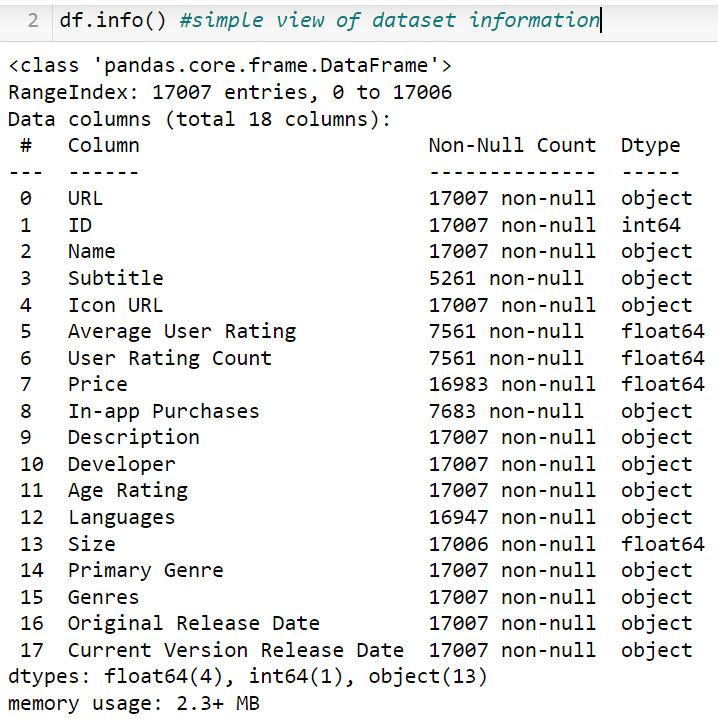 2 df.info() #simple view of dataset information
<class 'pandas.core.frame.DataFrame'>
RangeIndex: 17007 entries, 0 to 17006
Data columns (total 18 columns):
 #   Column                        Non-Null Count  Dtype
---  ------                        --------------  -----
 0   URL                           17007 non-null  object
 1   ID                            17007 non-null  int64
 2   Name                          17007 non-null  object
 3   Subtitle                      5261 non-null   object
 4   Icon URL                      17007 non-null  object
 5   Average User Rating           7561 non-null   float64
 6   User Rating Count             7561 non-null   float64
 7   Price                         16983 non-null  float64
 8   In-app Purchases              7683 non-null   object
 9   Description                   17007 non-null  object
 10  Developer                     17007 non-null  object
 11  Age Rating                    17007 non-null  object
 12  Languages                     16947 non-null  object
 13  Size                          17006 non-null  float64
 14  Primary Genre                 17007 non-null  object
 15  Genres                        17007 non-null  object
 16  Original Release Date         17007 non-null  object
 17  Current Version Release Date  17007 non-null  object
dtypes: float64(4), int64(1), object(13)
memory usage: 2.3+ MB